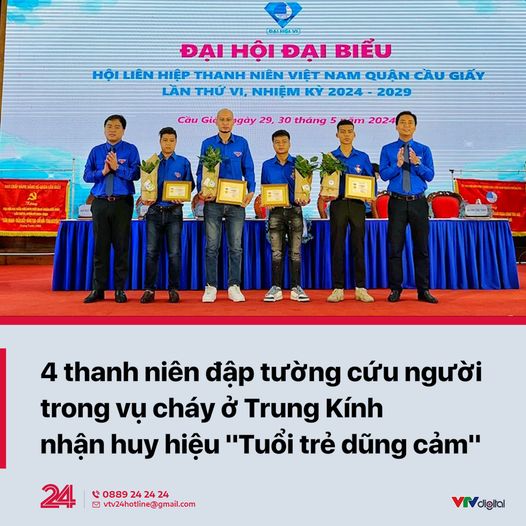 ĐẠI HỘI VI
ĐẠI HỘI ĐẠI BIỂU
HỘI LIÊN HIỆP THANH NIÊN VIỆT NAM QUẬN CẦU GIẤY
LẦN THỨ VI, NHIỆM KỲ 2024 - 2029
Cầu Giấy, ngày 29, 30 tháng 5 năm 2024
4 thanh niên đập tường cứu người
trong vụ cháy ở Trung Kính
nhận huy hiệu "Tuổi trẻ dũng cảm"
24
0889 24 24 24
vtv24hotline@gmail.com
VTVdigital